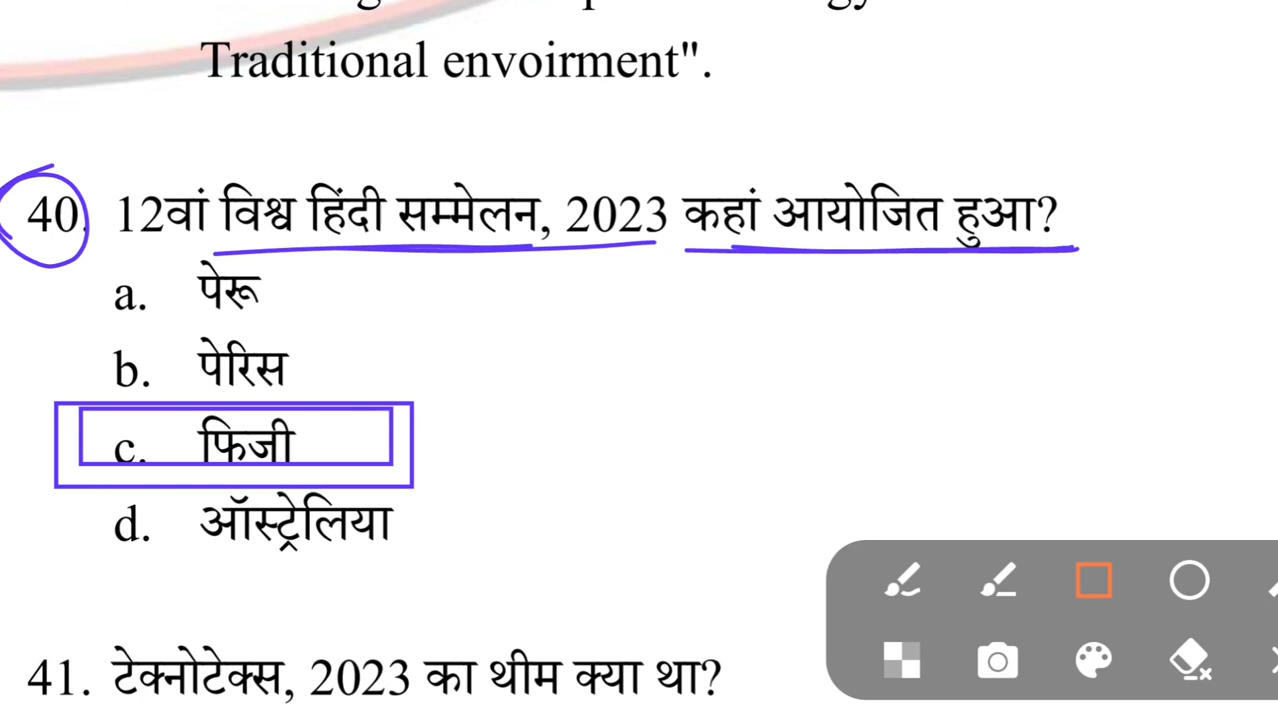 Traditional envoirment".
40. 12वां विश्व हिंदी सम्मेलन, 2023 कहां आयोजित हुआ?
a. पेरू
b. पेरिस
c. फिजी
d. ऑस्ट्रेलिया
41. टेक्नोटेक्स, 2023 का थीम क्या था?